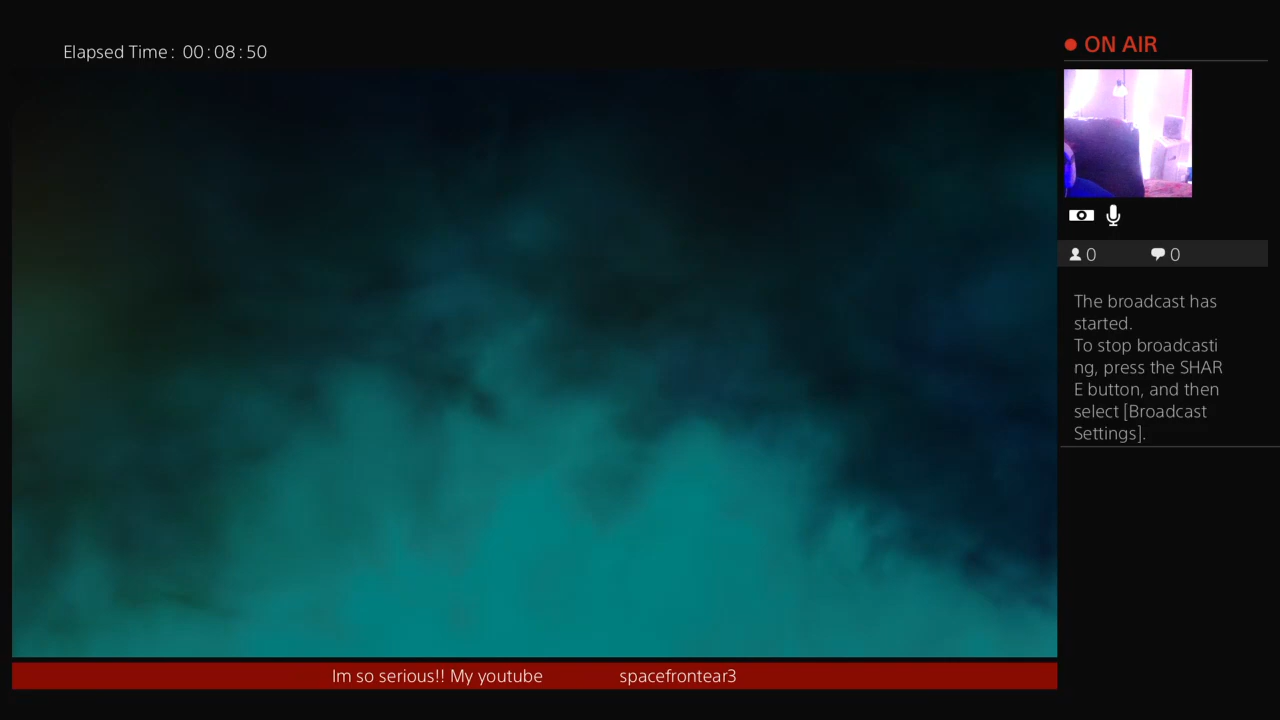 Elapsed Time: 00:08:50
ON AIR
0 0
The broadcast has
started.
To stop broadcasti
ng, press the SHAR
E button, and then
select [Broadcast
Settings].
Im so serious!! My youtube spacefrontear3